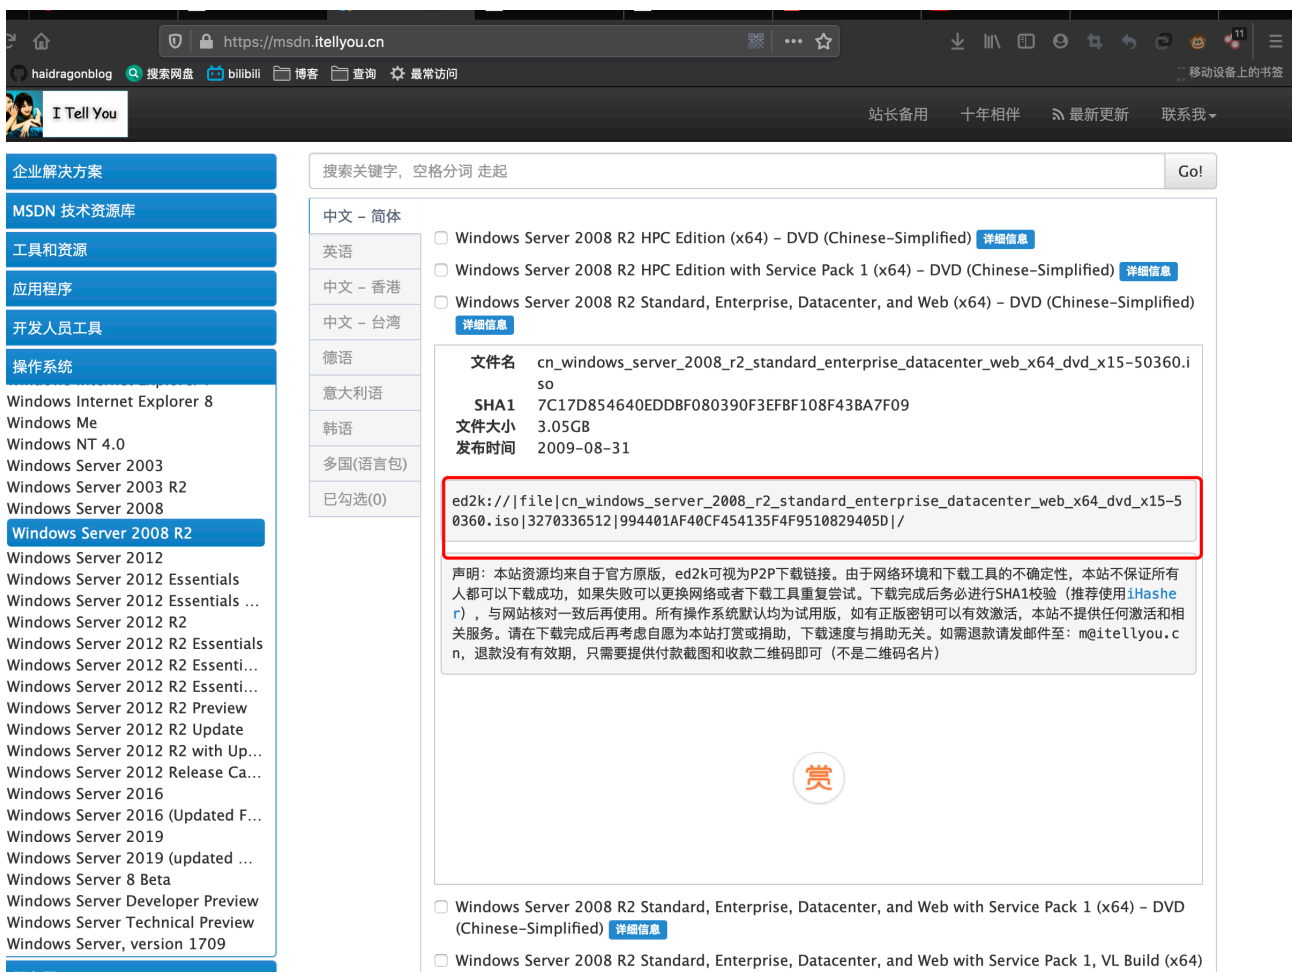 https://msdn.itellyou.cn
11
haidragonblog
搜索网盘
bilibili
博客
查询
最常访问
移动设备上的书签
I Tell You
站长备用
十年相伴
最新更新
联系我
企业解决方案
MSDN 技术资源库
工具和资源
应用程序
开发人员工具
操作系统
Windows Internet Explorer 8
Windows Me
Windows NT 4.0
Windows Server 2003
Windows Server 2003 R2
Windows Server 2008
Windows Server 2008 R2
Windows Server 2012
Windows Server 2012 Essentials
Windows Server 2012 Essentials ...
Windows Server 2012 R2
Windows Server 2012 R2 Essentials
Windows Server 2012 R2 Essenti...
Windows Server 2012 R2 Essenti...
Windows Server 2012 R2 Preview
Windows Server 2012 R2 Update
Windows Server 2012 R2 with Up...
Windows Server 2012 Release Ca...
Windows Server 2016
Windows Server 2016 (Updated F...
Windows Server 2019
Windows Server 2019 (updated ...
Windows Server 8 Beta
Windows Server Developer Preview
Windows Server Technical Preview
Windows Server, version 1709
搜索关键字，空格分词 走起
Go!
中文 – 简体
英语
中文 – 香港
中文 – 台湾
德语
意大利语
韩语
多国(语言包)
已勾选(0)
Windows Server 2008 R2 HPC Edition (x64) – DVD (Chinese–Simplified) 详细信息
Windows Server 2008 R2 HPC Edition with Service Pack 1 (x64) – DVD (Chinese–Simplified) 详细信息
Windows Server 2008 R2 Standard, Enterprise, Datacenter, and Web (x64) – DVD (Chinese–Simplified)
详细信息
文件名 cn_windows_server_2008_r2_standard_enterprise_datacenter_web_x64_dvd_x15-50360.i
so
SHA1 7C17D854640EDDBF080390F3EFBF108F43BA7F09
文件大小 3.05GB
发布时间 2009–08–31
ed2k://|file|cn_windows_server_2008_r2_standard_enterprise_datacenter_web_x64_dvd_x15-5
0360.iso|3270336512|994401AF40CF454135F4F9510829405D|/
声明：本站资源均来自于官方原版，ed2k可视为P2P下载链接。由于网络环境和下载工具的不确定性，本站不保证所有
人都可以下载成功，如果失败可以更换网络或者下载工具重复尝试。下载完成后务必进行SHA1校验（推荐使用iHashe
r），与网站核对一致后再使用。所有操作系统默认均为试用版，如有正版密钥可以有效激活，本站不提供任何激活和相
关服务。请在下载完成后再考虑自愿为本站打赏或捐助，下载速度与捐助无关。如需退款请发邮件至：m@itellyou.c
n，退款没有有效期，只需要提供付款截图和收款二维码即可（不是二维码名片）
赏
Windows Server 2008 R2 Standard, Enterprise, Datacenter, and Web with Service Pack 1 (x64) – DVD
(Chinese–Simplified) 详细信息
Windows Server 2008 R2 Standard, Enterprise, Datacenter, and Web with Service Pack 1, VL Build (x64)